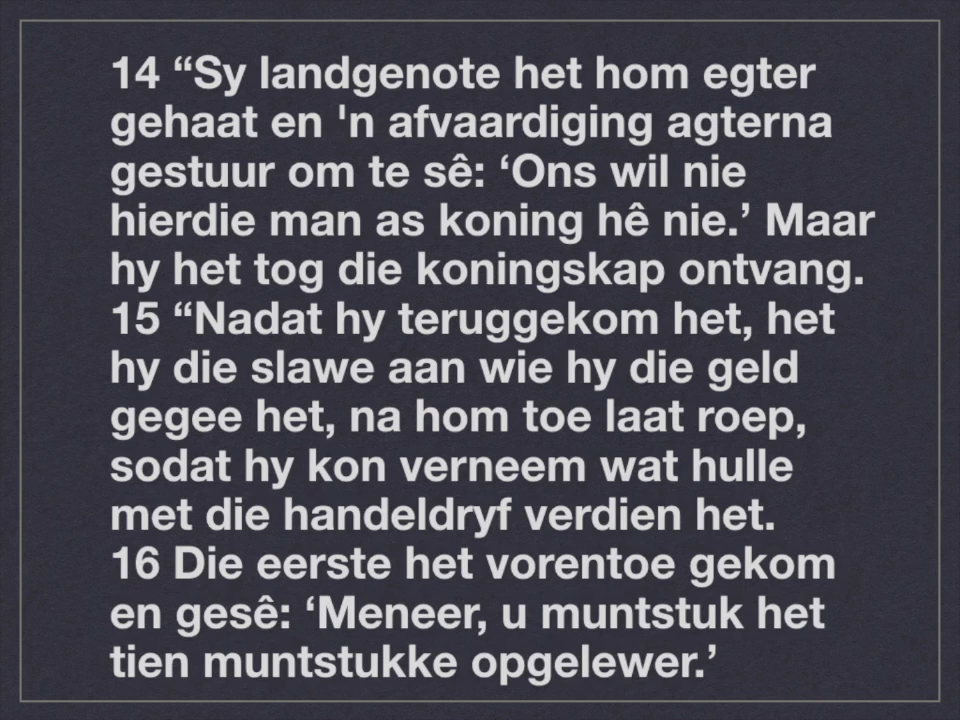 14 “Sy landgenote het hom egter
gehaat en 'n afvaardiging agterna
gestuur om te sê: ‘Ons wil nie
hierdie man as koning hê nie.’ Maar
hy het tog die koningskap ontvang.
15 “Nadat hy teruggekom het, het
hy die slawe aan wie hy die geld
gegee het, na hom toe laat roep,
sodat hy kon verneem wat hulle
met die handeldryf verdien het.
16 Die eerste het vorentoe gekom
en gesê: ‘Meneer, u muntstuk het
tien muntstukke opgelewer.’